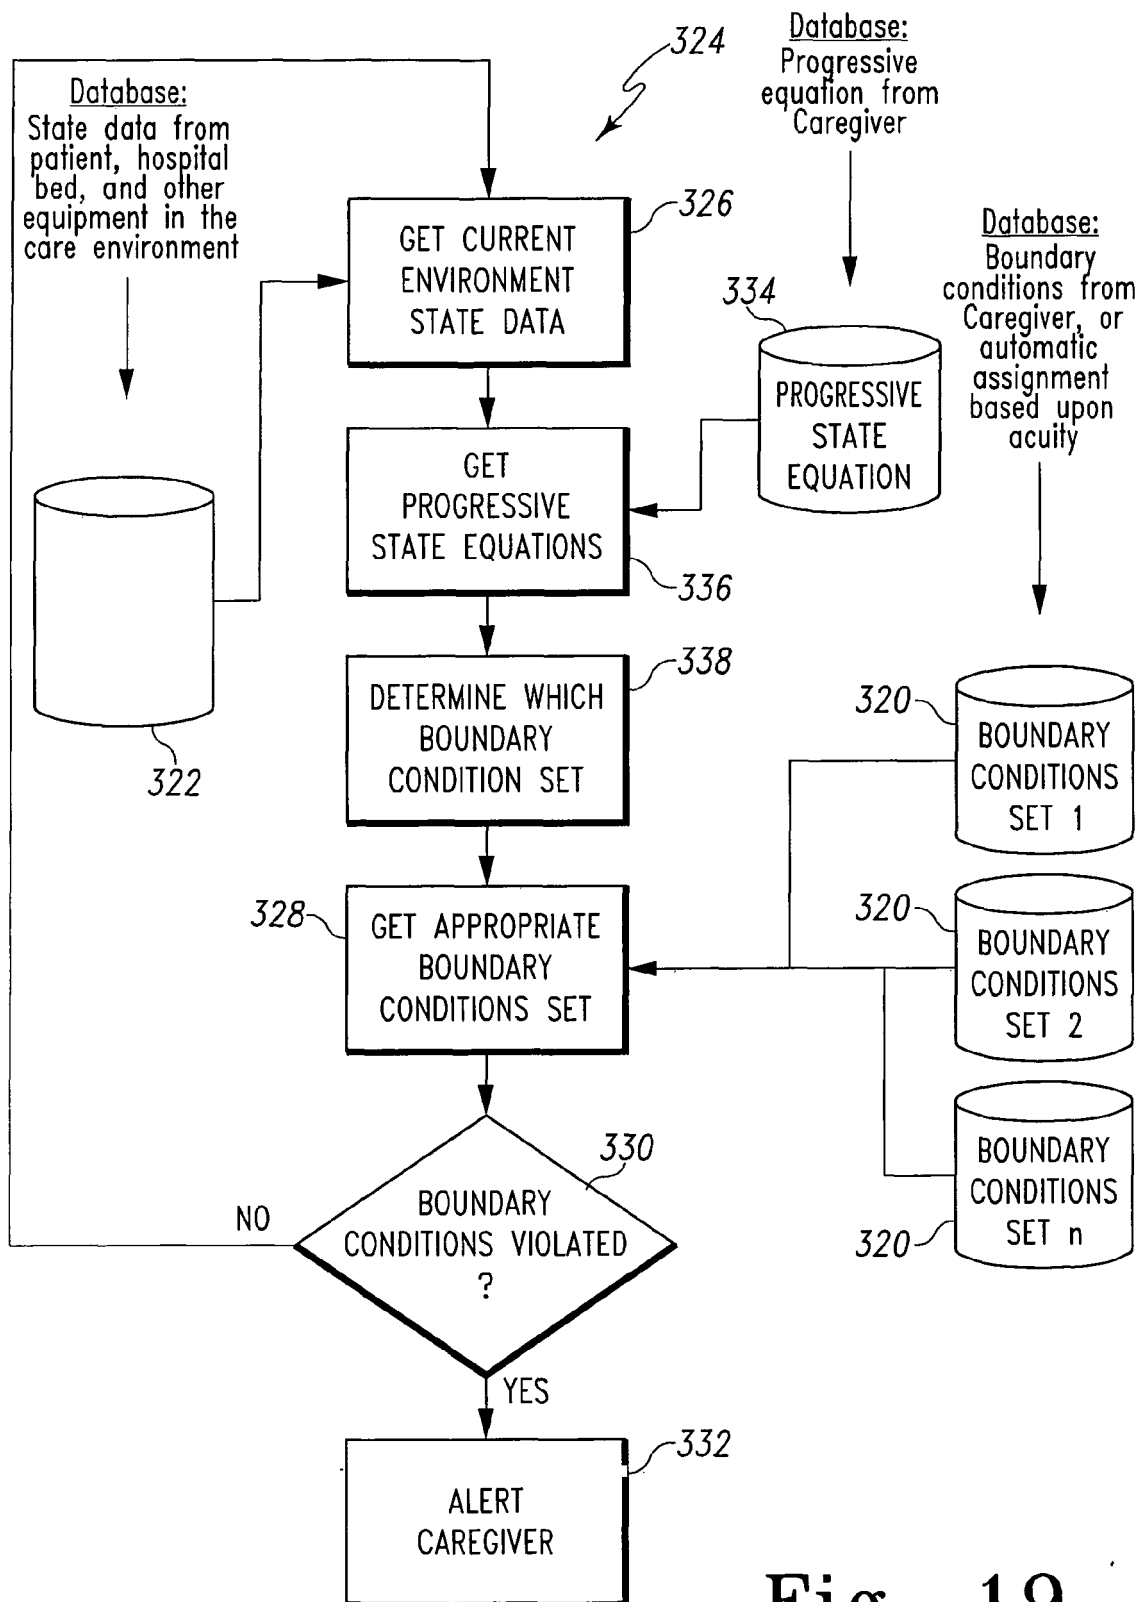 324
Database:
Progressive
equation from
Caregiver
Database:
State data from
patient, hospital
bed, and other
equipment in the
care environment
326
GET CURRENT
ENVIRONMENT
STATE DATA
Database:
Boundary
conditions from
Caregiver, or
automatic
assignment
based upon
acuity
334
PROGRESSIVE
STATE
EQUATION
GET
PROGRESSIVE
STATE EQUATIONS
336
322
338
DETERMINE WHICH
BOUNDARY
CONDITION SET
320
BOUNDARY
CONDITIONS
SET 1
328
GET APPROPRIATE
BOUNDARY
CONDITIONS SET
320
BOUNDARY
CONDITIONS
SET 2
320
BOUNDARY
CONDITIONS
SET n
330
BOUNDARY
CONDITIONS VIOLATED
?
NO
YES
332
ALERT
CAREGIVER
Fig. 19